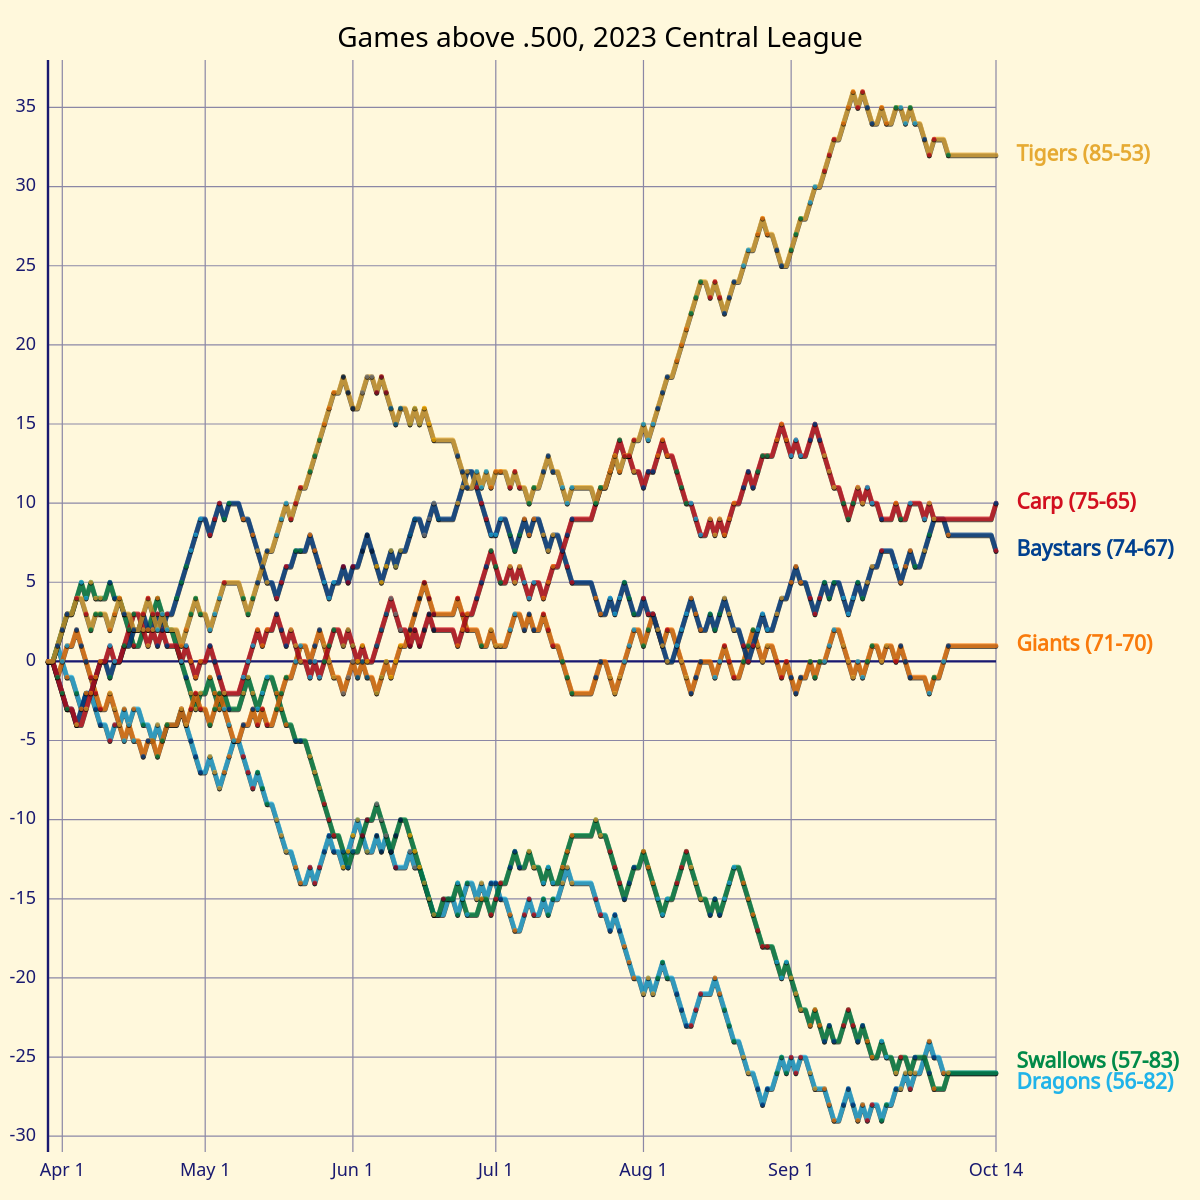 Games above .500, 2023 Central League
35
30
25
20
15
10
5
0
-5
-10
-15
-20
-25
-30
Tigers (85-53)
Carp (75-65)
Baystars (74-67)
Giants (71-70)
Swallows (57-83)
Dragons (56-82)
Apr 1 May 1 Jun 1 Jul 1 Aug 1 Sep 1 Oct 14